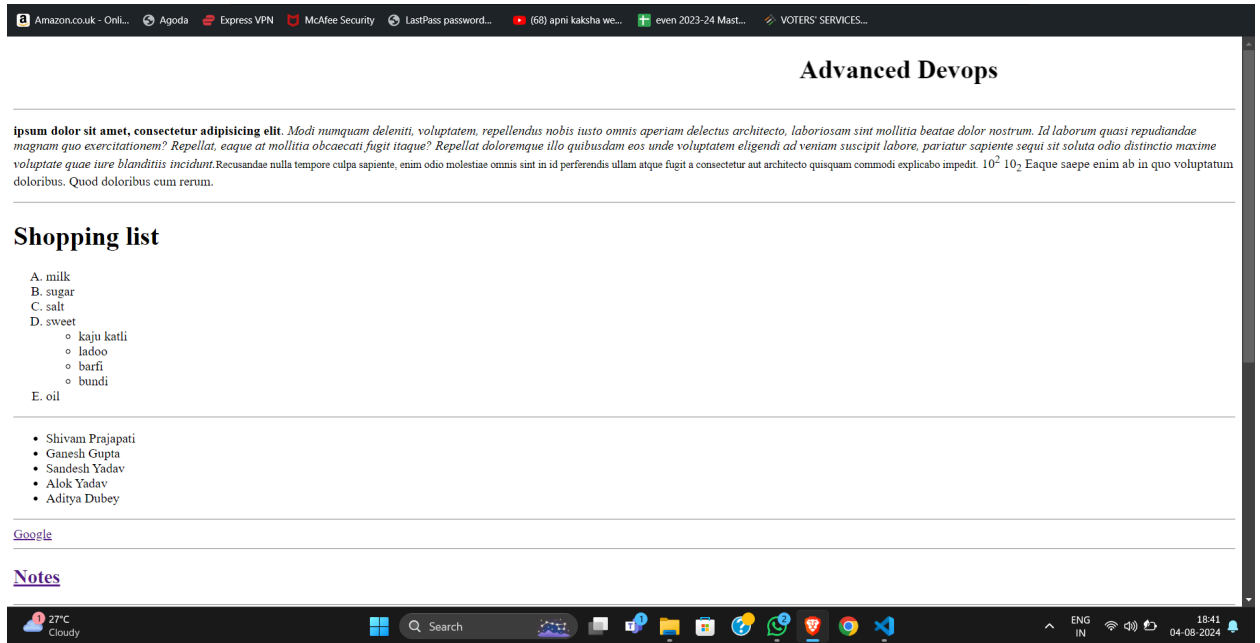 Amazon.co.uk - Onli... Agoda Express VPN McAfee Security LastPass password... (68) apni kaksha we... even 2023-24 Mast... VOTERS' SERVICES...
Advanced Devops
ipsum dolor sit amet, consectetur adipisicing elit. Modi numquam deleniti, voluptatem, repellendus nobis iusto omnis aperiam delectus architecto, laboriosam sint mollitia beatae dolor nostrum. Id laborum quasi repudiandae
magnam quo exercitationem? Repellat, eaque at mollitia obcaecati fugit itaque? Repellat doloremque illo quibusdam eos unde voluptatem eligendi ad veniam suscipit labore, pariatur sapiente sequi sit soluta odio distinctio maxime
voluptate quae iure blanditiis incidunt.Recusandae nulla tempore culpa sapiente, enim odio molestiae omnis sint in id perferendis ullam atque fugit a consectetur aut architecto quisquam commodi explicabo impedit. 10² 10₂ Eaque saepe enim ab in quo voluptatum
doloribus. Quod doloribus cum rerum.
Shopping list
A. milk
B. sugar
C. salt
D. sweet
◦ kaju katli
◦ ladoo
◦ barfi
◦ bundi
E. oil
• Shivam Prajapati
• Ganesh Gupta
• Sandesh Yadav
• Alok Yadav
• Aditya Dubey
Google
Notes
1 27°C
Cloudy
Search
1
2
ENG
IN
18:41
04-08-2024